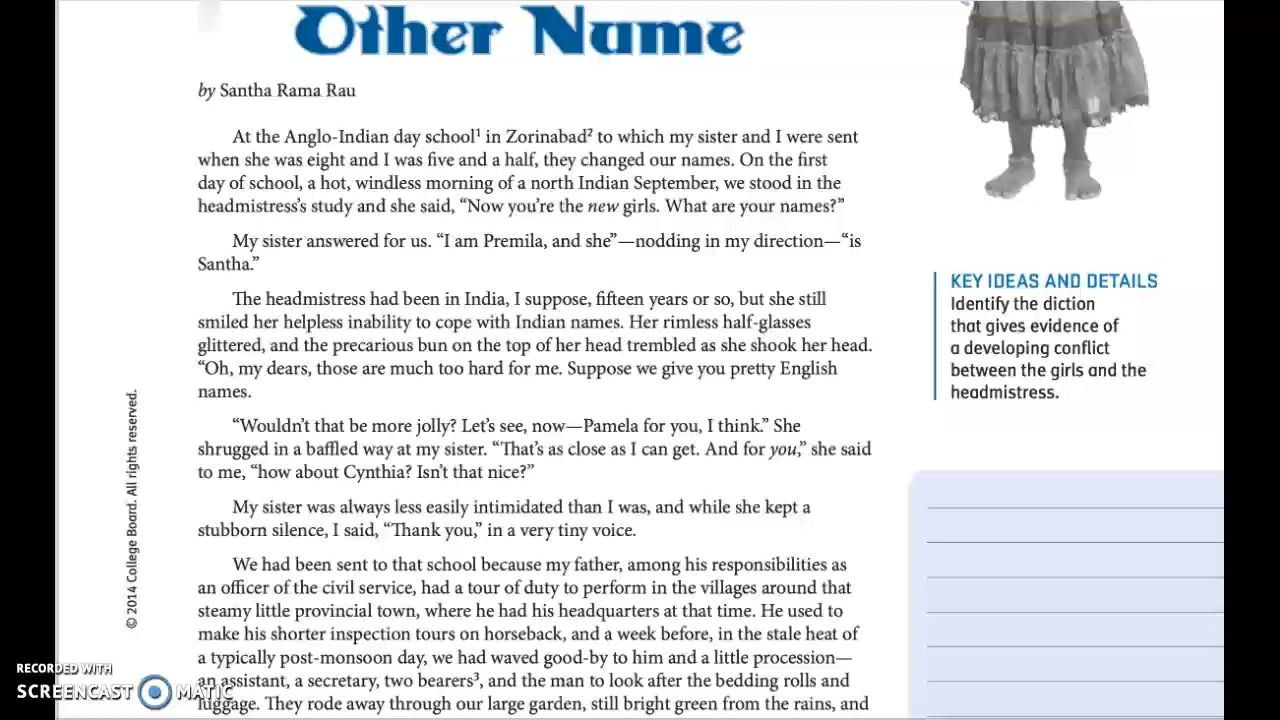 Other Name
by Santha Rama Rau
At the Anglo-Indian day school¹ in Zorinabad² to which my sister and I were sent
when she was eight and I was five and a half, they changed our names. On the first
day of school, a hot, windless morning of a north Indian September, we stood in the
headmistress’s study and she said, “Now you’re the new girls. What are your names?”
My sister answered for us. “I am Premila, and she”—nodding in my direction—“is
Santha.”
The headmistress had been in India, I suppose, fifteen years or so, but she still
smiled her helpless inability to cope with Indian names. Her rimless half-glasses
glittered, and the precarious bun on the top of her head trembled as she shook her head.
“Oh, my dears, those are much too hard for me. Suppose we give you pretty English
names.
“Wouldn’t that be more jolly? Let’s see, now—Pamela for you, I think.” She
shrugged in a baffled way at my sister. “That’s as close as I can get. And for you,” she said
to me, “how about Cynthia? Isn’t that nice?”
My sister was always less easily intimidated than I was, and while she kept a
stubborn silence, I said, “Thank you,” in a very tiny voice.
We had been sent to that school because my father, among his responsibilities as
an officer of the civil service, had a tour of duty to perform in the villages around that
steamy little provincial town, where he had his headquarters at that time. He used to
make his shorter inspection tours on horseback, and a week before, in the stale heat of
a typically post-monsoon day, we had waved good-by to him and a little procession—
an assistant, a secretary, two bearers³, and the man to look after the bedding rolls and
luggage. They rode away through our large garden, still bright green from the rains, and
KEY IDEAS AND DETAILS
Identify the diction
that gives evidence of
a developing conflict
between the girls and the
headmistress.
© 2014 College Board. All rights reserved.
RECORDED WITH
SCREENCAST MATIC